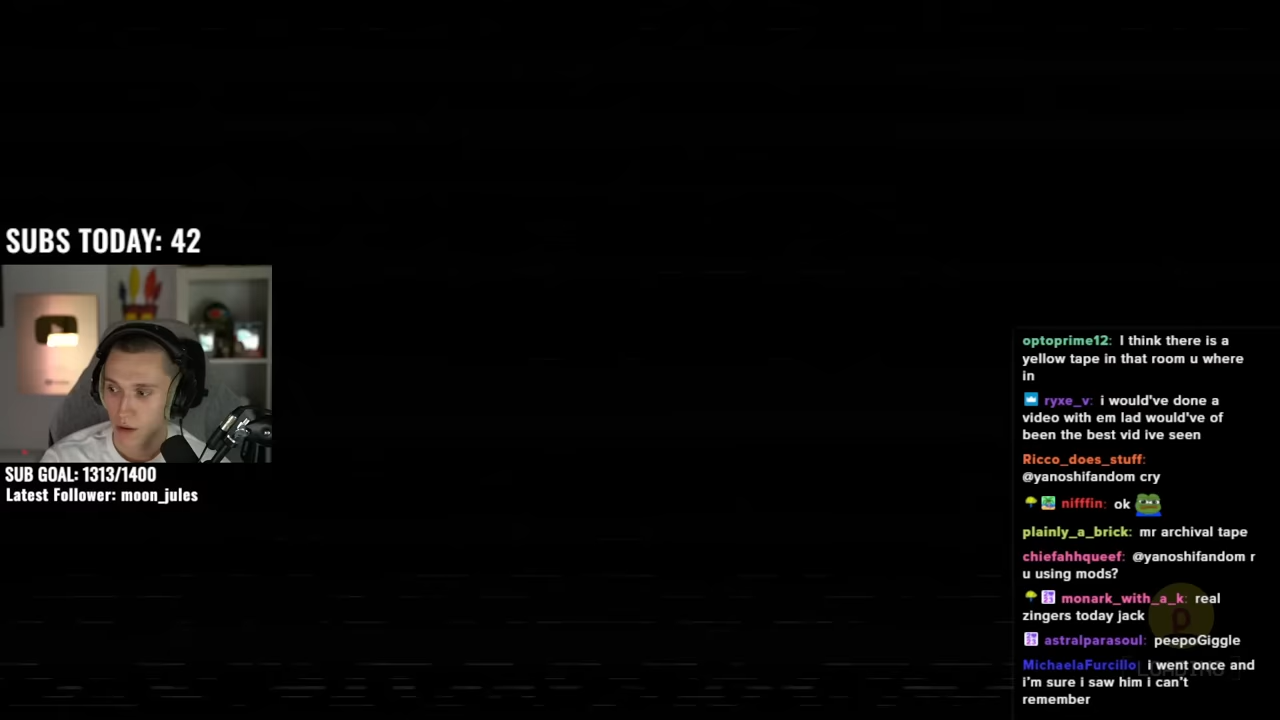 SUBS TODAY: 42
SUB GOAL: 1313/1400
Latest Follower: moon_jules
optoprime12: I think there is a
yellow tape in that room u where
in
ryxe_v: i would've done a
video with em lad would've of
been the best vid ive seen
Ricco_does_stuff:
@yanoshifandom cry
nifffin: ok
plainly_a_brick: mr archival tape
chiefahhqueef: @yanoshifandom r
u using mods?
monark_with_a_k: real
zingers today jack
astralparasoul: peepoGiggle
MichaelaFurcillo: i went once and
i'm sure i saw him i can't
remember
LOADING